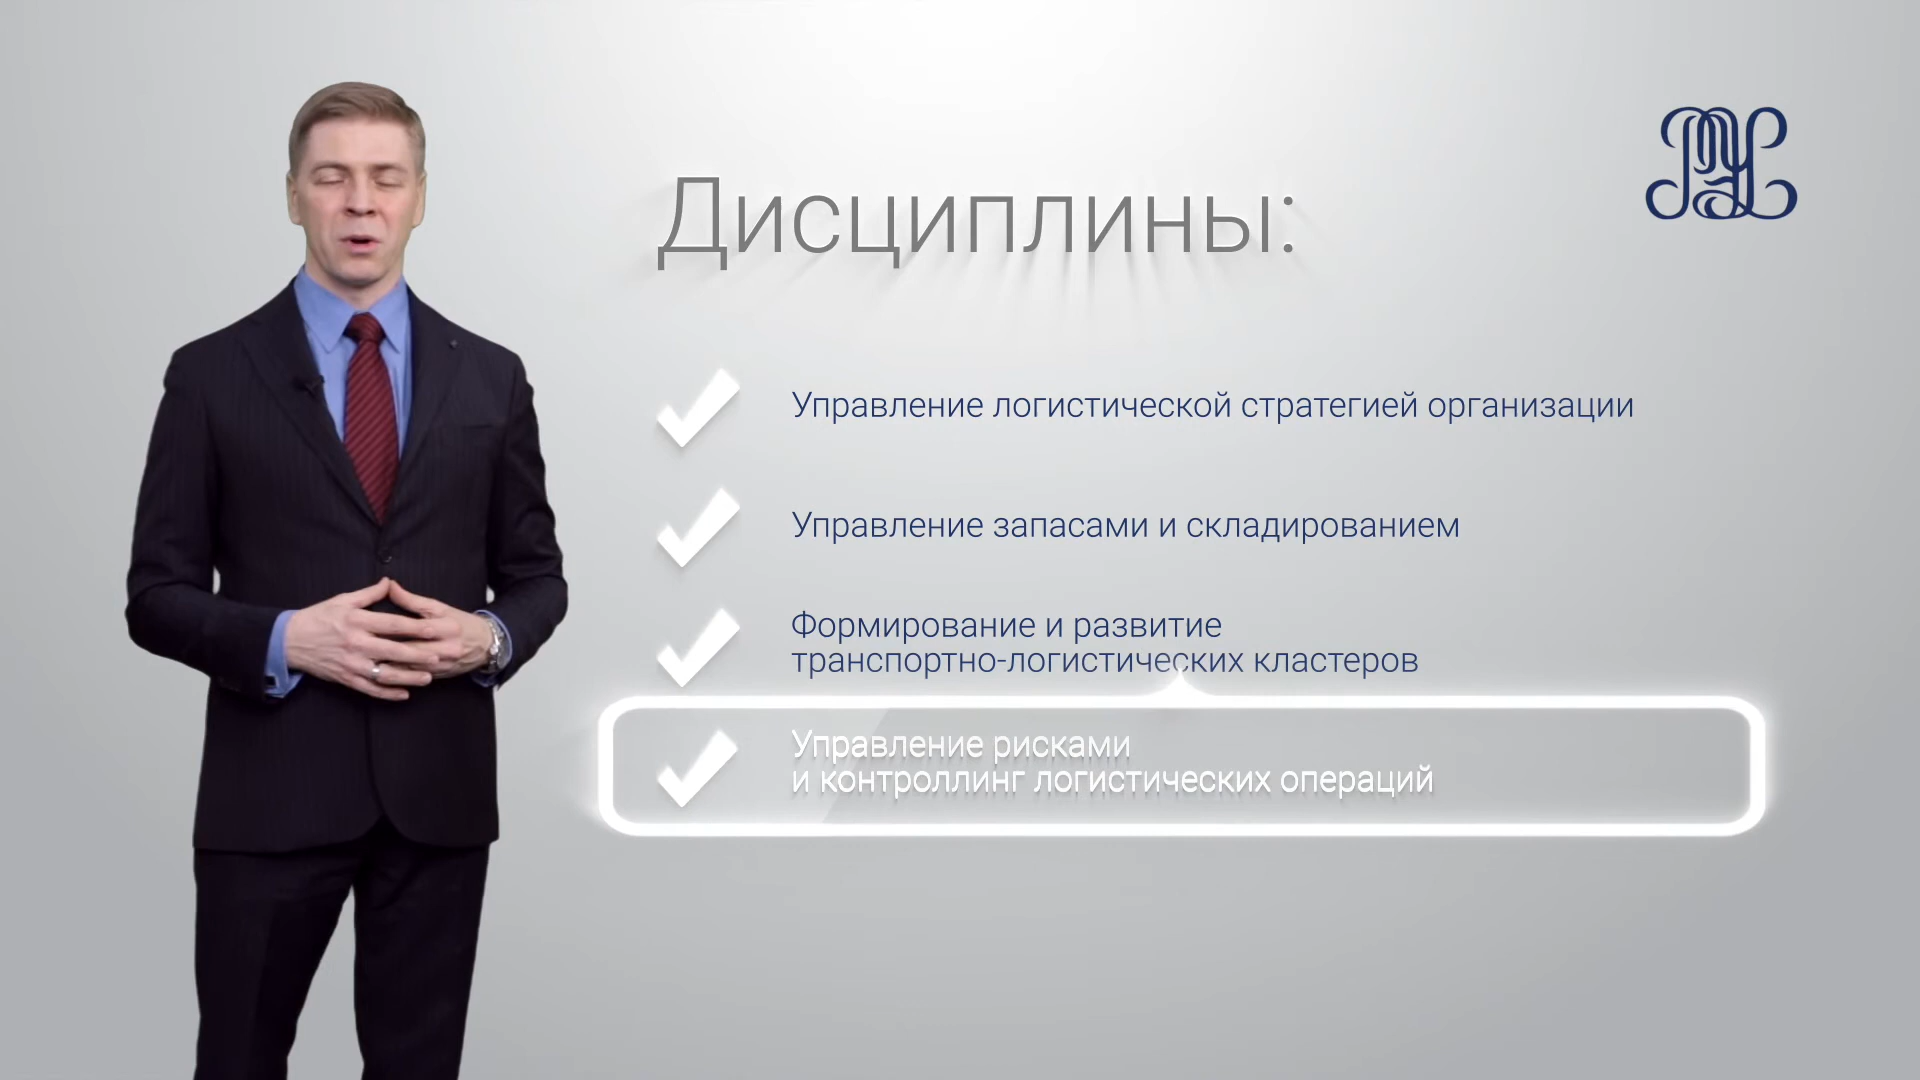 Дисциплины:
Управление логистической стратегией организации
Управление запасами и складированием
Формирование и развитие
транспортно-логистических кластеров
Управление рисками
и контроллинг логистических операций